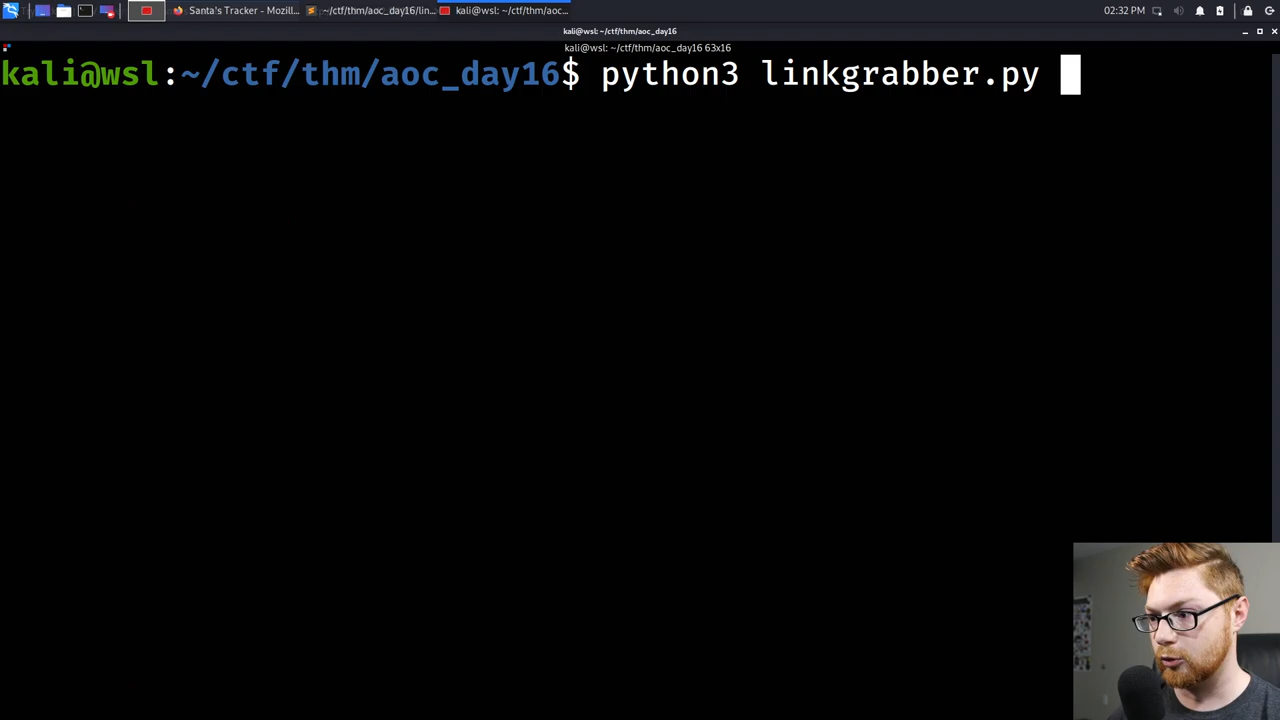 Santa's Tracker - Mozill...
~/ctf/thm/aoc_day16/lin...
kali@wsl: ~/ctf/thm/aoc...
02:32 PM
kali@wsl: ~/ctf/thm/aoc_day16
kali@wsl: ~/ctf/thm/aoc_day16 63x16
kali@wsl:~/ctf/thm/aoc_day16$ python3 linkgrabber.py